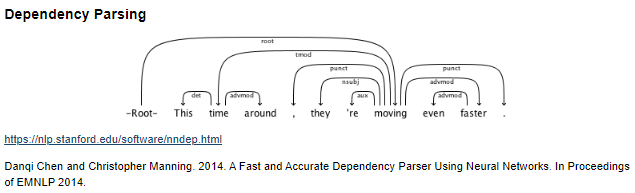 Dependency Parsing
root
tmod
punct punct
nsubj advmod
det advmod aux advmod
-Root- This time around , they 're moving even faster .
https://nlp.stanford.edu/software/nndep.html
Danqi Chen and Christopher Manning. 2014. A Fast and Accurate Dependency Parser Using Neural Networks. In Proceedings
of EMNLP 2014.